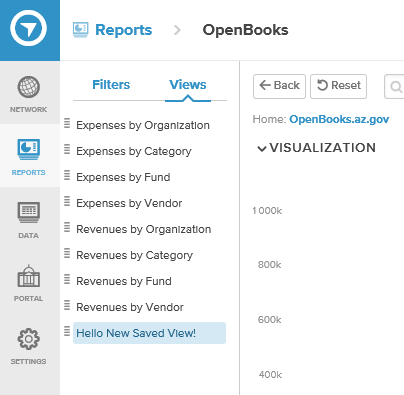 Reports > OpenBooks
NETWORK
REPORTS
DATA
PORTAL
SETTINGS
Filters
Views
Expenses by Organization
Expenses by Category
Expenses by Fund
Expenses by Vendor
Revenues by Organization
Revenues by Category
Revenues by Fund
Revenues by Vendor
Hello New Saved View!
Back
Reset
Home: OpenBooks.az.gov
VISUALIZATION
1 000k
800k
600k
400k